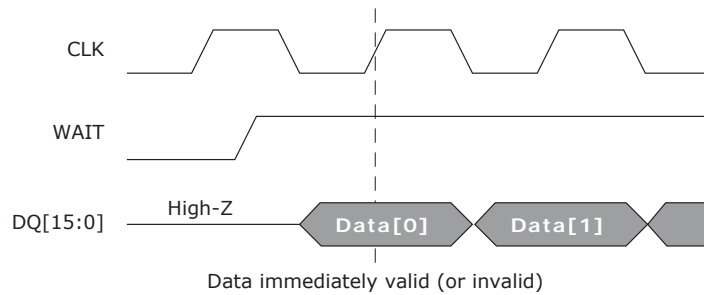 CLK
WAIT
High-Z
DQ[15:0]
Data[0]
Data[1]
Data immediately valid (or invalid)